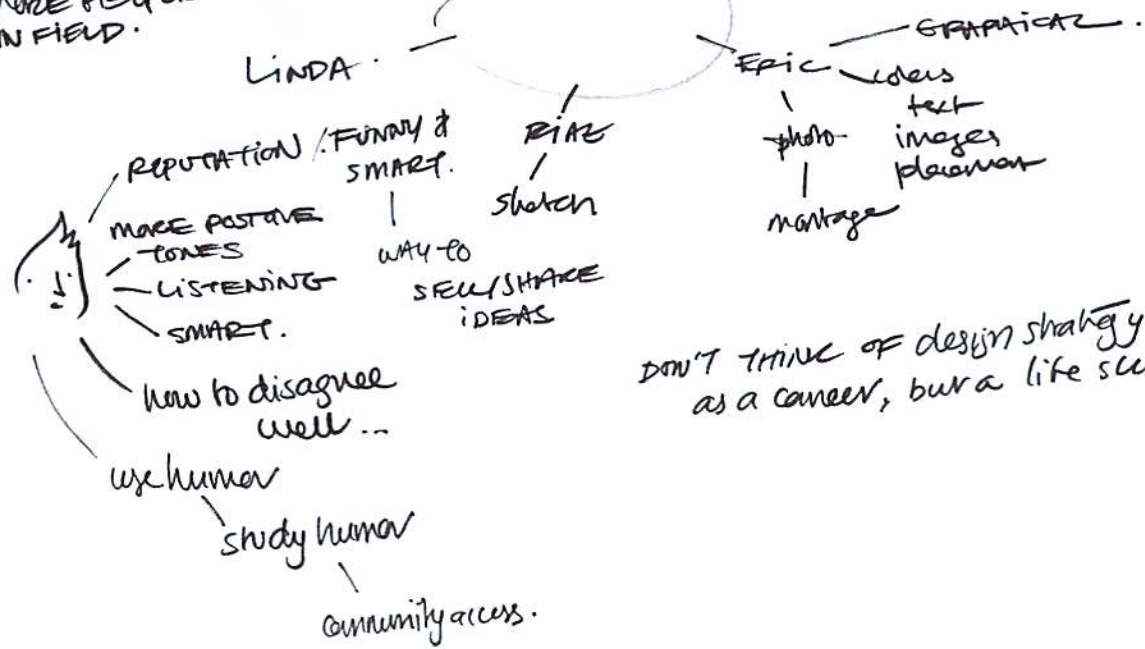 IN FIELD.
LINDA.
ERIC
GRAPHICAL.
colors
text
images
placement
photo
montage
RIAZ
sketch
REPUTATION / FUNNY &
SMART.
WAY TO
SELL/SHARE
IDEAS
MORE POSTIVE
TONES
LISTENING
SMART.
how to disagree
well ...
use humor
study humor
community access.
DON'T THINK OF design strategy
as a career, but a life